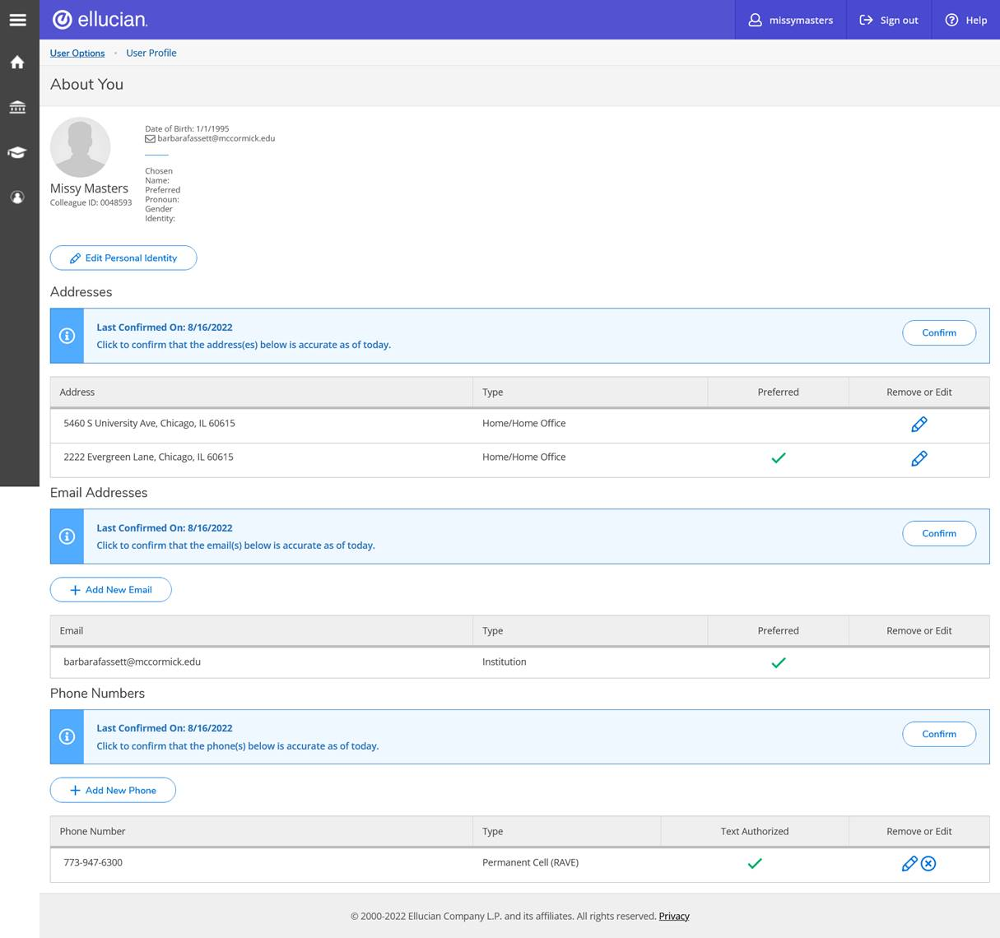 ellucian.
missymasters
Sign out
Help
User Options
User Profile
About You
Date of Birth: 1/1/1995
barbarafassett@mccormick.edu
Chosen
Name:
Preferred
Pronoun:
Gender
Identity:
Missy Masters
Colleague ID: 0048593
Edit Personal Identity
Addresses
Last Confirmed On: 8/16/2022
Click to confirm that the address(es) below is accurate as of today.
Confirm
Address Type Preferred Remove or Edit
5460 S University Ave, Chicago, IL 60615 Home/Home Office
2222 Evergreen Lane, Chicago, IL 60615 Home/Home Office
Email Addresses
Last Confirmed On: 8/16/2022
Click to confirm that the email(s) below is accurate as of today.
Confirm
Add New Email
Email Type Preferred Remove or Edit
barbarafassett@mccormick.edu Institution
Phone Numbers
Last Confirmed On: 8/16/2022
Click to confirm that the phone(s) below is accurate as of today.
Confirm
Add New Phone
Phone Number Type Text Authorized Remove or Edit
773-947-6300 Permanent Cell (RAVE)
© 2000-2022 Ellucian Company L.P. and its affiliates. All rights reserved. Privacy